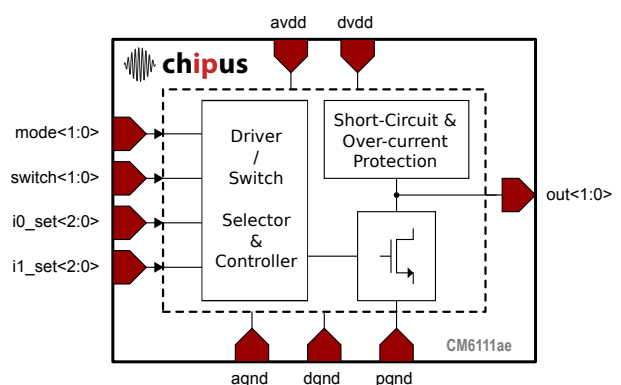 avdd dvdd
chipus
mode<1:0>
switch<1:0>
i0_set<2:0>
i1_set<2:0>
Driver
/
Switch
Selector
&
Controller
Short-Circuit &
Over-current
Protection
out<1:0>
CM6111ae
agnd dgnd pgnd